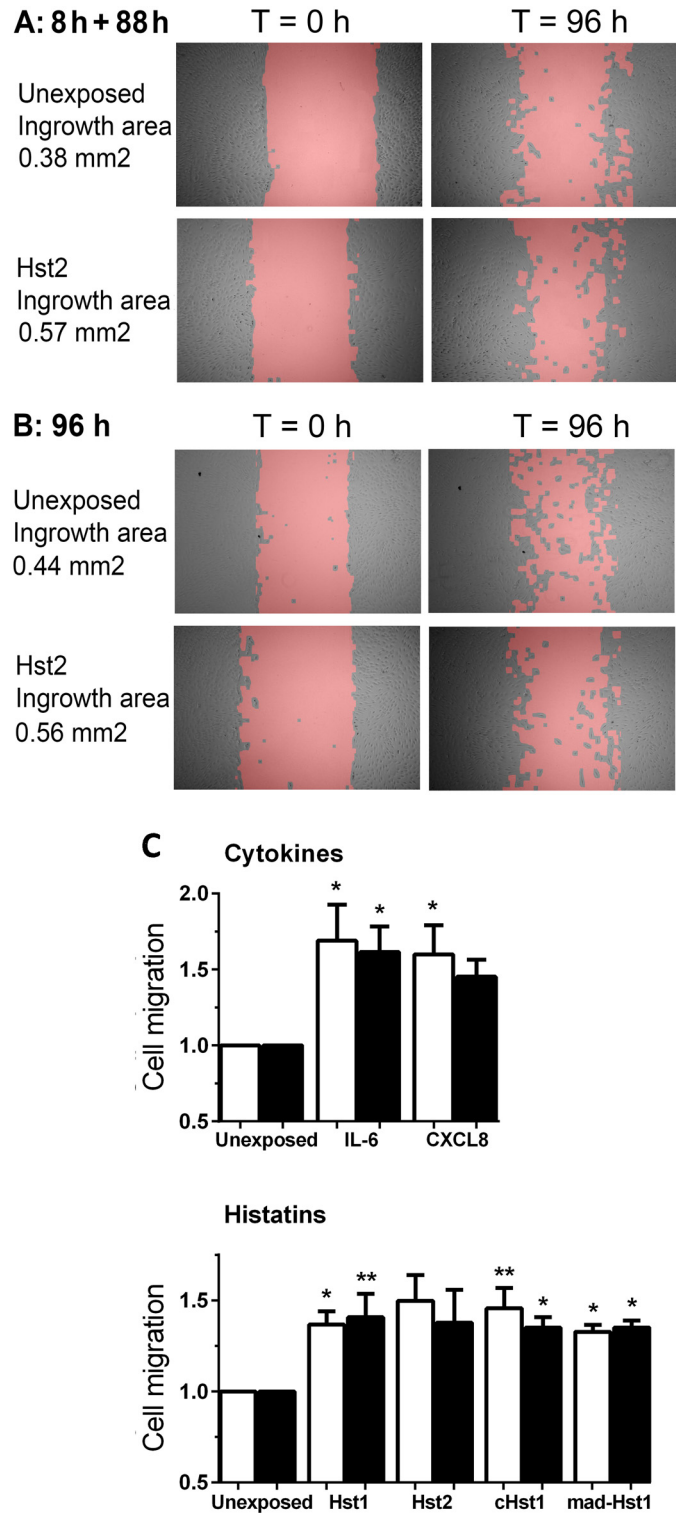 A: 8 h + 88 h
T = 0 h
T = 96 h
Unexposed
Ingrowth area
0.38 mm2
Hst2
Ingrowth area
0.57 mm2
B: 96 h
T = 0 h
T = 96 h
Unexposed
Ingrowth area
0.44 mm2
Hst2
Ingrowth area
0.56 mm2
C
Cytokines
Cell migration
2.0
1.5
1.0
0.5
* * *
Unexposed IL-6 CXCL8
Histatins
Cell migration
1.5
1.0
0.5
* ** ** * * *
Unexposed Hst1 Hst2 cHst1 mad-Hst1